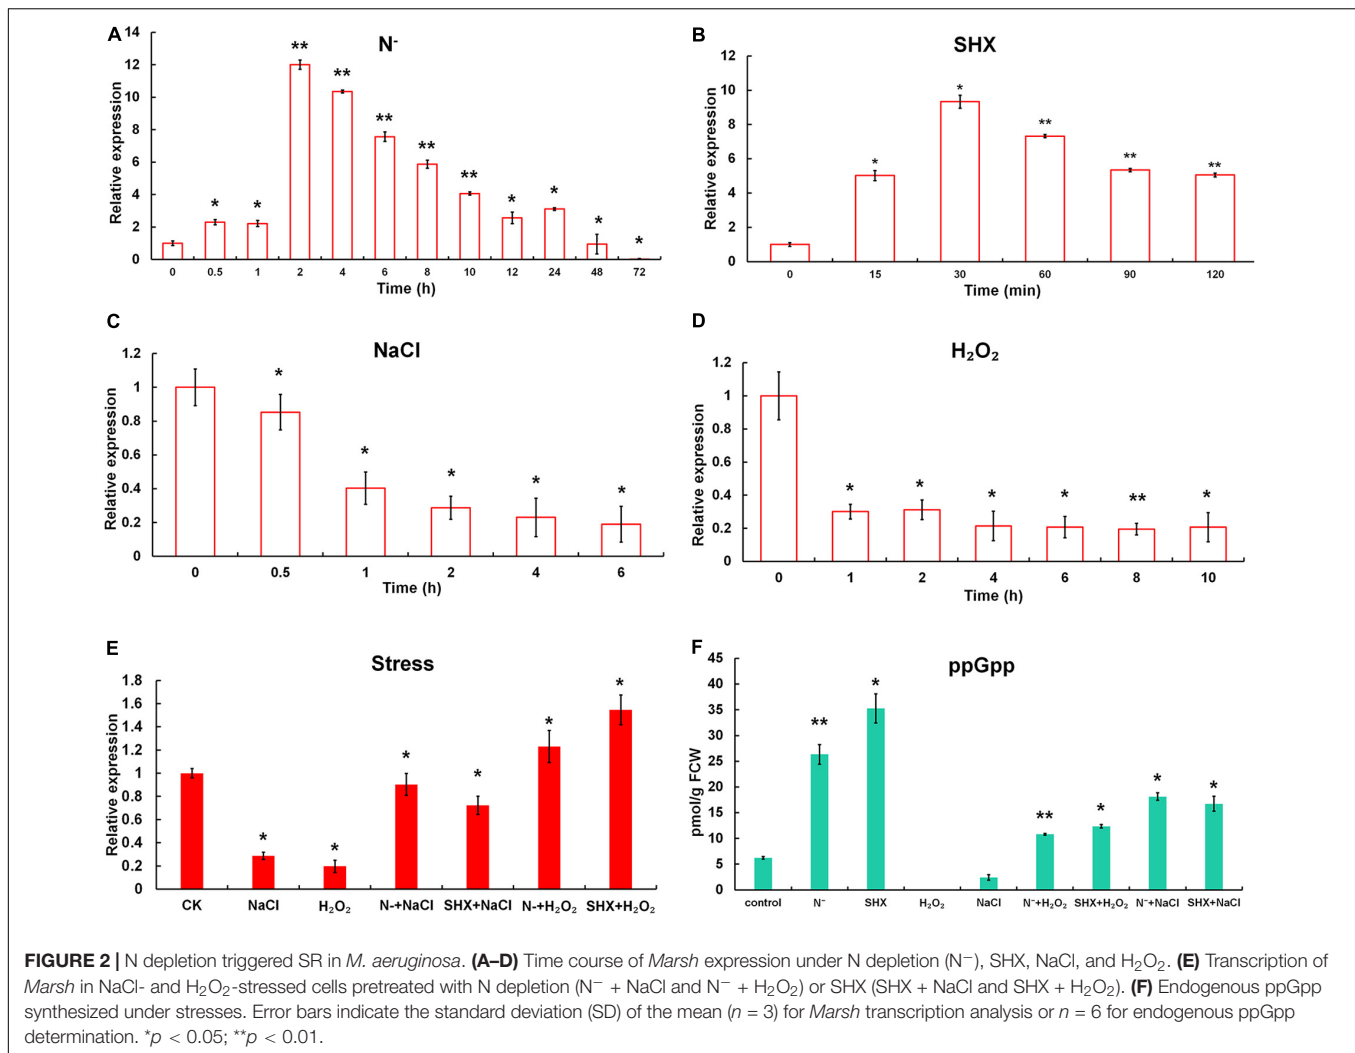 A
N-
Relative expression
14
12
10
8
6
4
2
0
* * ** ** ** ** ** * * * *
0 0.5 1 2 4 6 8 10 12 24 48 72
Time (h)
B
SHX
Relative expression
12
10
8
6
4
2
0
* * ** ** **
0 15 30 60 90 120
Time (min)
C
NaCl
Relative expression
1.2
1
0.8
0.6
0.4
0.2
0
* * * * *
0 0.5 1 2 4 6
Time (h)
D
H₂O₂
Relative expression
1.2
1
0.8
0.6
0.4
0.2
0
* * * * ** *
0 1 2 4 6 8 10
Time (h)
E
Stress
Relative expression
1.8
1.6
1.4
1.2
1
0.8
0.6
0.4
0.2
0
* * * * * *
CK NaCl H₂O₂ N-+NaCl SHX+NaCl N-+H₂O₂ SHX+H₂O₂
F
ppGpp
pmol/g FCW
45
40
35
30
25
20
15
10
5
0
** * ** * * *
control N⁻ SHX H₂O₂ NaCl N⁻+H₂O₂ SHX+H₂O₂ N⁻+NaCl SHX+NaCl
FIGURE 2 | N depletion triggered SR in M. aeruginosa. (A–D) Time course of Marsh expression under N depletion (N⁻), SHX, NaCl, and H₂O₂. (E) Transcription of
Marsh in NaCl- and H₂O₂-stressed cells pretreated with N depletion (N⁻ + NaCl and N⁻ + H₂O₂) or SHX (SHX + NaCl and SHX + H₂O₂). (F) Endogenous ppGpp
synthesized under stresses. Error bars indicate the standard deviation (SD) of the mean (n = 3) for Marsh transcription analysis or n = 6 for endogenous ppGpp
determination. *p < 0.05; **p < 0.01.